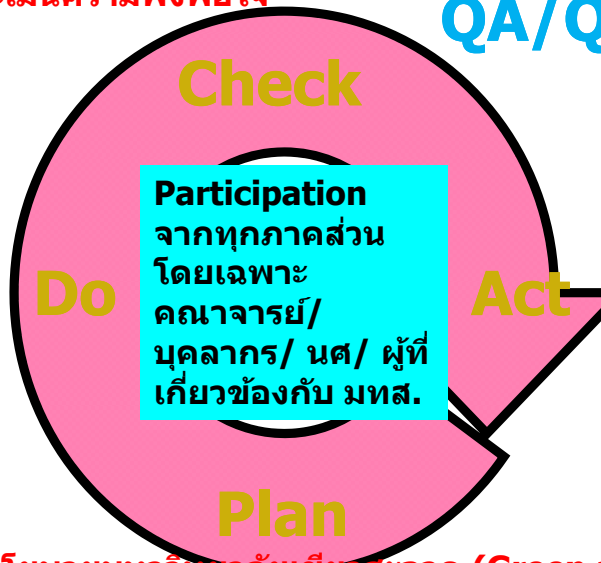 QA/Q
Check
Participation
จากทุกภาคส่วน
โดยเฉพาะ
คณาจารย์/
บุคลากร/ นศ/ ผู้ที่
เกี่ยวข้องกับ มทส.
Do
Act
Plan
(Green